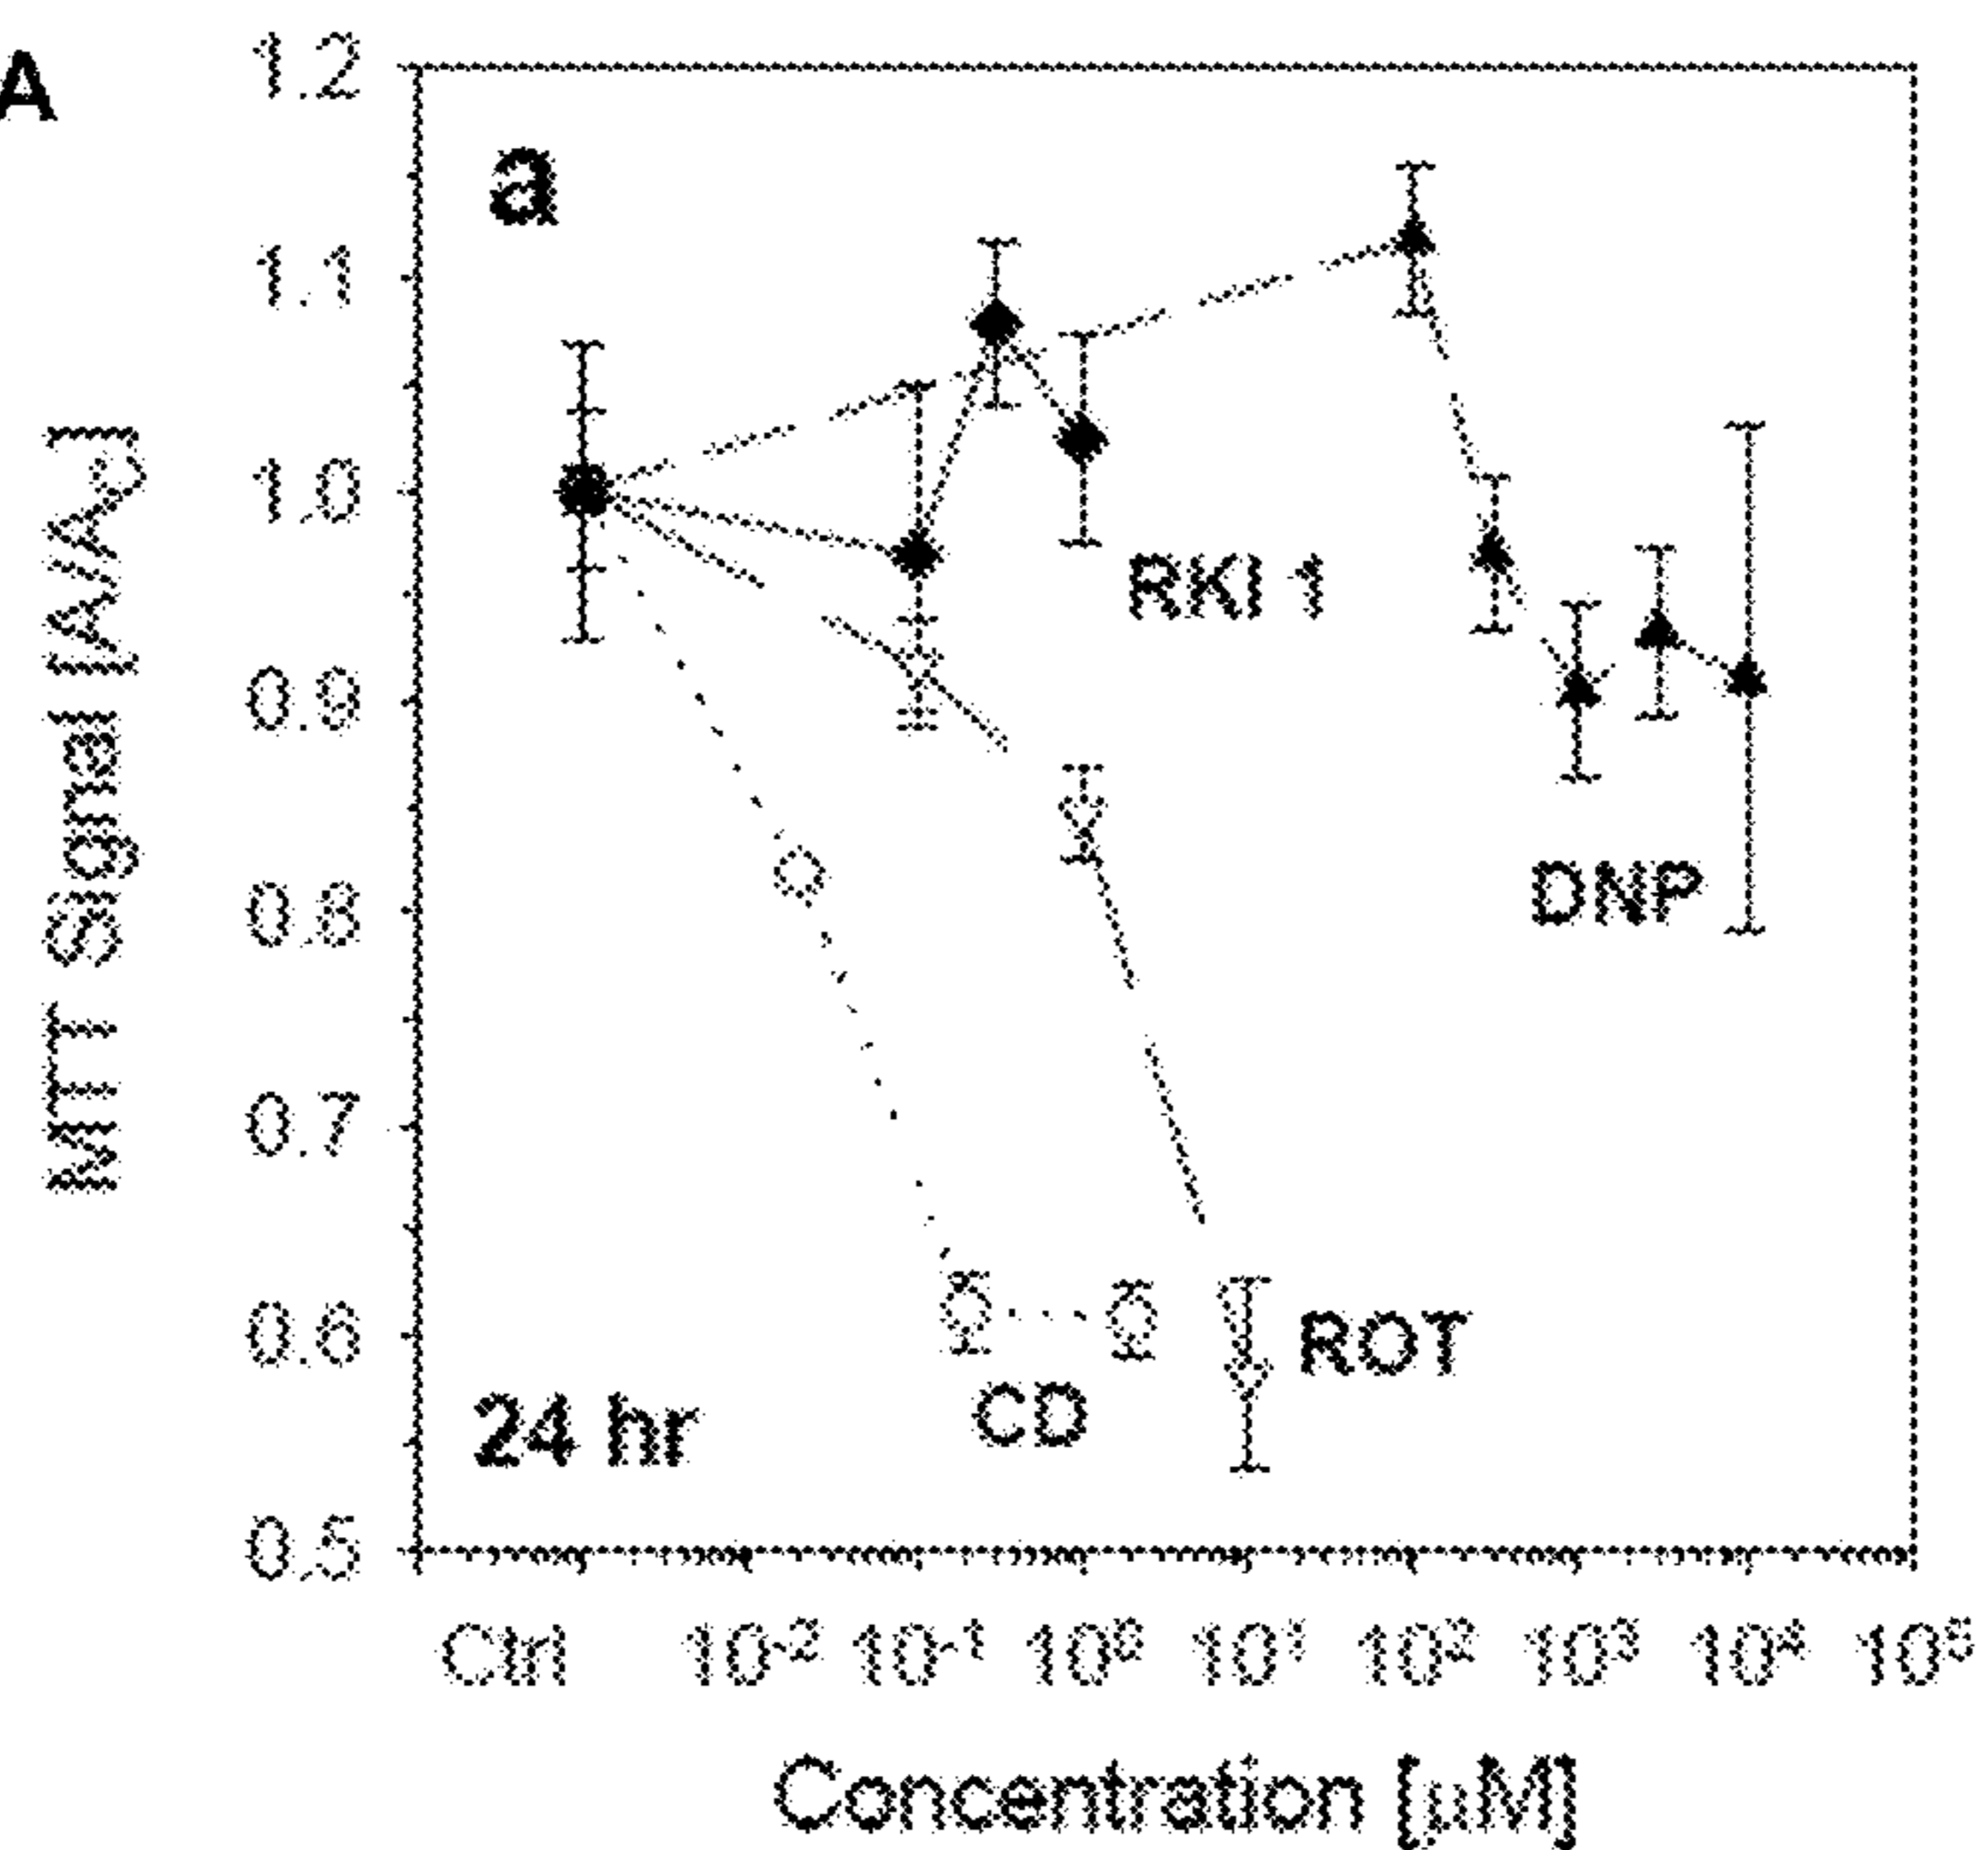 A
1.2
a
1.1
1.0
RKI 1
0.9
MTT Signal [AVA₀]
0.8
DNP
0.7
0.6
ROT
CD
24 hr
0.5
Ctrl 10⁻² 10⁻¹ 10⁰ 10¹ 10² 10³ 10⁴ 10⁵
Concentration [µM]